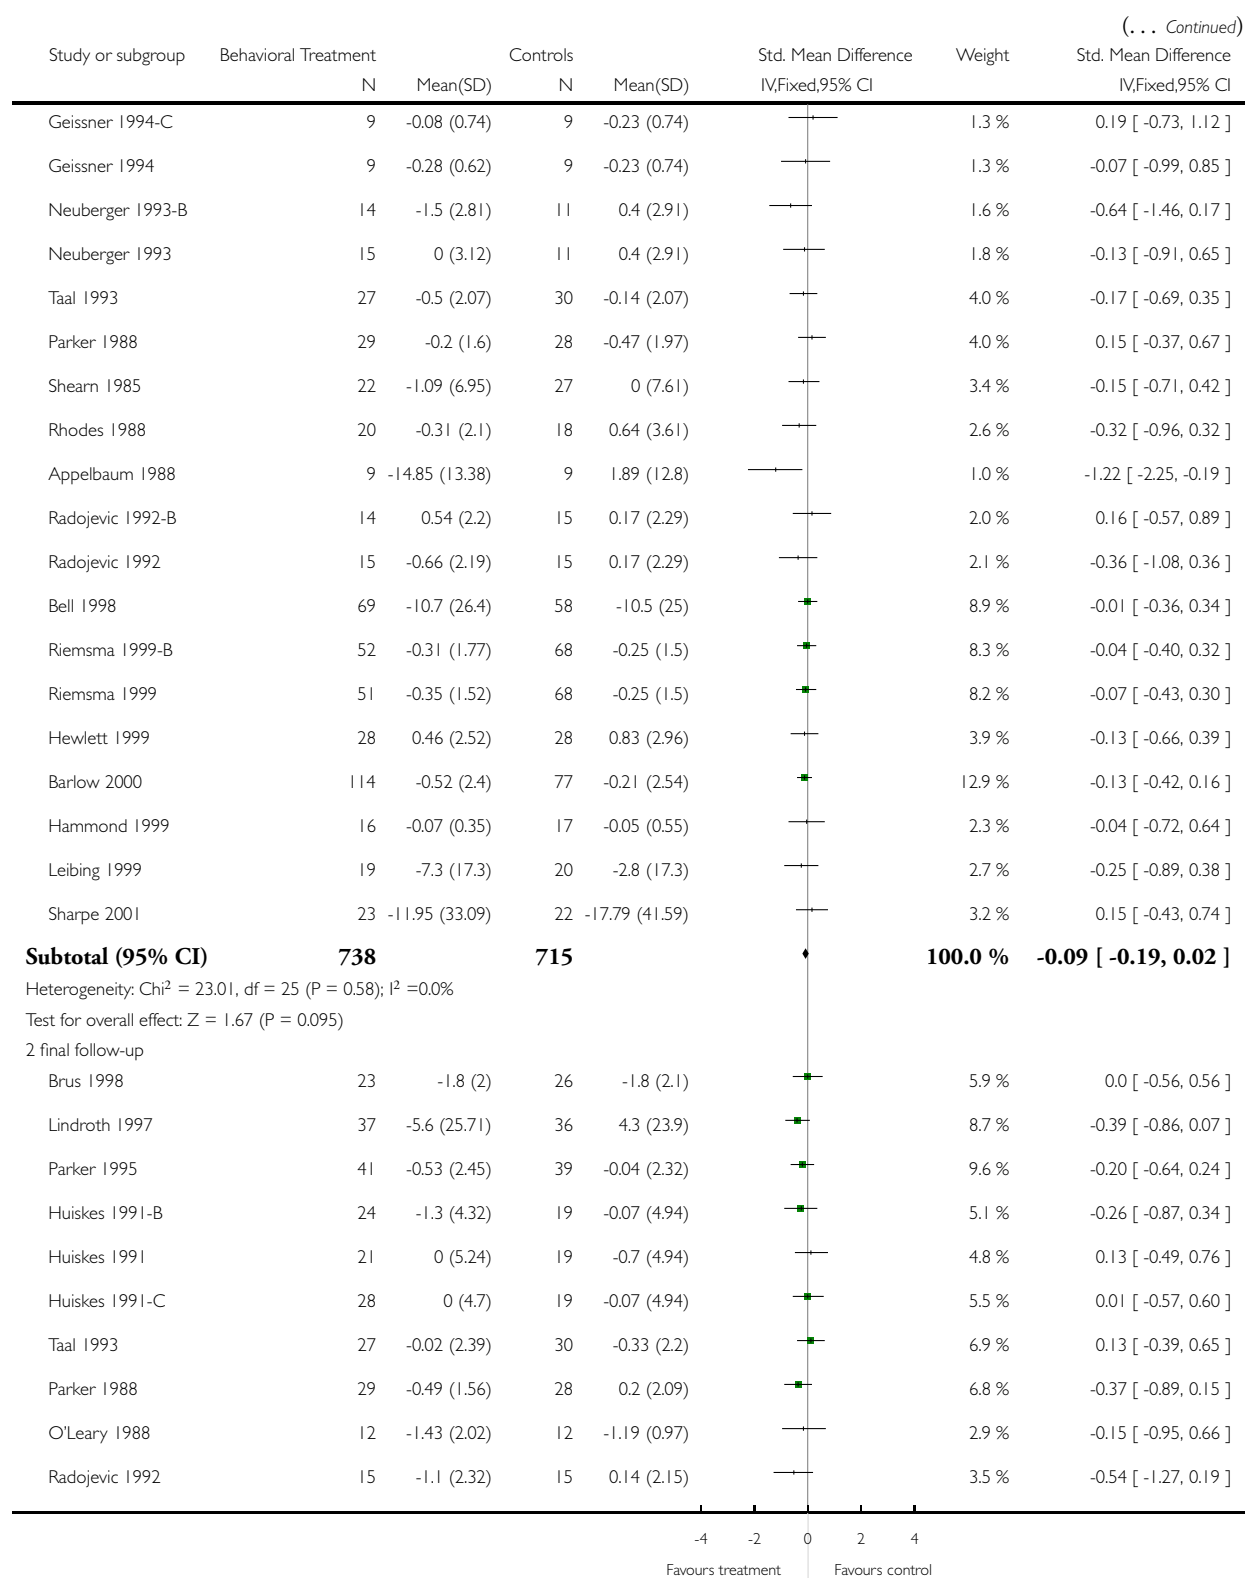 (... Continued)
Study or subgroup Behavioral Treatment Controls Std. Mean Difference Weight Std. Mean Difference
N Mean(SD) N Mean(SD) IV,Fixed,95% CI IV,Fixed,95% CI
Geissner 1994-C 9 -0.08 (0.74) 9 -0.23 (0.74) 1.3 % 0.19 [ -0.73, 1.12 ]
Geissner 1994 9 -0.28 (0.62) 9 -0.23 (0.74) 1.3 % -0.07 [ -0.99, 0.85 ]
Neuberger 1993-B 14 -1.5 (2.81) 11 0.4 (2.91) 1.6 % -0.64 [ -1.46, 0.17 ]
Neuberger 1993 15 0 (3.12) 11 0.4 (2.91) 1.8 % -0.13 [ -0.91, 0.65 ]
Taal 1993 27 -0.5 (2.07) 30 -0.14 (2.07) 4.0 % -0.17 [ -0.69, 0.35 ]
Parker 1988 29 -0.2 (1.6) 28 -0.47 (1.97) 4.0 % 0.15 [ -0.37, 0.67 ]
Shearn 1985 22 -1.09 (6.95) 27 0 (7.61) 3.4 % -0.15 [ -0.71, 0.42 ]
Rhodes 1988 20 -0.31 (2.1) 18 0.64 (3.61) 2.6 % -0.32 [ -0.96, 0.32 ]
Appelbaum 1988 9 -14.85 (13.38) 9 1.89 (12.8) 1.0 % -1.22 [ -2.25, -0.19 ]
Radojevic 1992-B 14 0.54 (2.2) 15 0.17 (2.29) 2.0 % 0.16 [ -0.57, 0.89 ]
Radojevic 1992 15 -0.66 (2.19) 15 0.17 (2.29) 2.1 % -0.36 [ -1.08, 0.36 ]
Bell 1998 69 -10.7 (26.4) 58 -10.5 (25) 8.9 % -0.01 [ -0.36, 0.34 ]
Riemsma 1999-B 52 -0.31 (1.77) 68 -0.25 (1.5) 8.3 % -0.04 [ -0.40, 0.32 ]
Riemsma 1999 51 -0.35 (1.52) 68 -0.25 (1.5) 8.2 % -0.07 [ -0.43, 0.30 ]
Hewlett 1999 28 0.46 (2.52) 28 0.83 (2.96) 3.9 % -0.13 [ -0.66, 0.39 ]
Barlow 2000 114 -0.52 (2.4) 77 -0.21 (2.54) 12.9 % -0.13 [ -0.42, 0.16 ]
Hammond 1999 16 -0.07 (0.35) 17 -0.05 (0.55) 2.3 % -0.04 [ -0.72, 0.64 ]
Leibing 1999 19 -7.3 (17.3) 20 -2.8 (17.3) 2.7 % -0.25 [ -0.89, 0.38 ]
Sharpe 2001 23 -11.95 (33.09) 22 -17.79 (41.59) 3.2 % 0.15 [ -0.43, 0.74 ]
Subtotal (95% CI) 738 715 100.0 % -0.09 [ -0.19, 0.02 ]
Heterogeneity: Chi² = 23.01, df = 25 (P = 0.58); I² =0.0%
Test for overall effect: Z = 1.67 (P = 0.095)
2 final follow-up
Brus 1998 23 -1.8 (2) 26 -1.8 (2.1) 5.9 % 0.0 [ -0.56, 0.56 ]
Lindroth 1997 37 -5.6 (25.71) 36 4.3 (23.9) 8.7 % -0.39 [ -0.86, 0.07 ]
Parker 1995 41 -0.53 (2.45) 39 -0.04 (2.32) 9.6 % -0.20 [ -0.64, 0.24 ]
Huiskes 1991-B 24 -1.3 (4.32) 19 -0.07 (4.94) 5.1 % -0.26 [ -0.87, 0.34 ]
Huiskes 1991 21 0 (5.24) 19 -0.7 (4.94) 4.8 % 0.13 [ -0.49, 0.76 ]
Huiskes 1991-C 28 0 (4.7) 19 -0.07 (4.94) 5.5 % 0.01 [ -0.57, 0.60 ]
Taal 1993 27 -0.02 (2.39) 30 -0.33 (2.2) 6.9 % 0.13 [ -0.39, 0.65 ]
Parker 1988 29 -0.49 (1.56) 28 0.2 (2.09) 6.8 % -0.37 [ -0.89, 0.15 ]
O'Leary 1988 12 -1.43 (2.02) 12 -1.19 (0.97) 2.9 % -0.15 [ -0.95, 0.66 ]
Radojevic 1992 15 -1.1 (2.32) 15 0.14 (2.15) 3.5 % -0.54 [ -1.27, 0.19 ]
-4 -2 0 2 4
Favours treatment Favours control